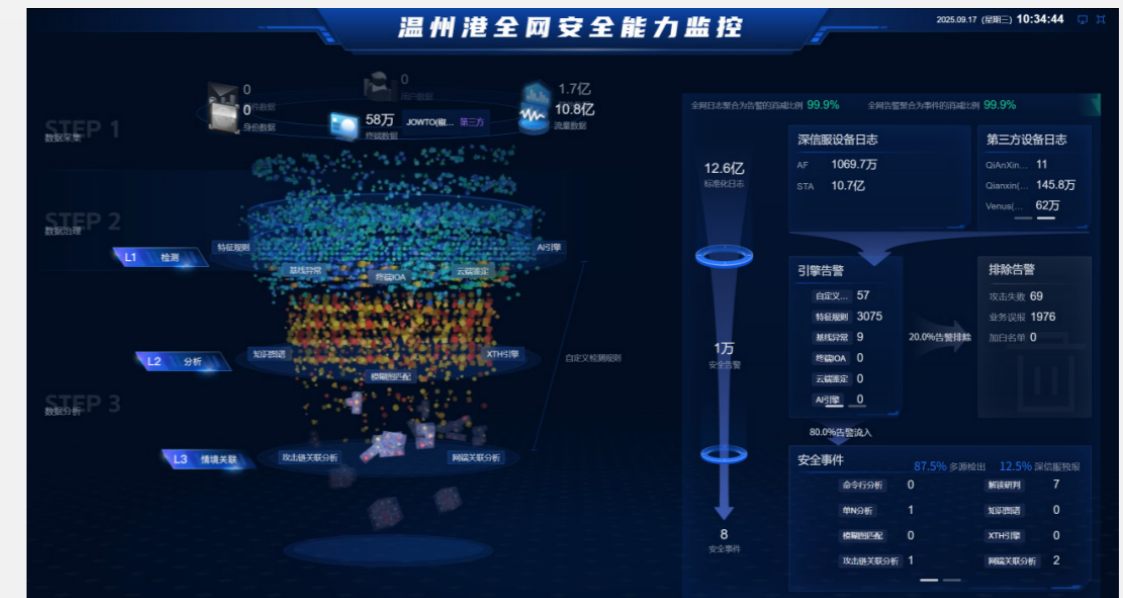 温州港全网安全能力监控
2025.09.17 (星期三) 10:34:44
0
0
身份数据
0
1.7亿
10.8亿
流量数据
58万 JOWTO(椒... 第三方
终端数据
STEP 1
数据采集
STEP 2
数据治理
L1 检测
特征规则
AI引擎
基线异常
终端IOA
云端鉴定
L2 分析
知识图谱
XTH引擎
模糊图匹配
自定义检测规则
STEP 3
数据分析
L3 情境关联
攻击链关联分析
网端关联分析
全网日志聚合为告警的消减比例 99.9%
全网告警聚合为事件的消减比例 99.9%
12.6亿
标准化日志
深信服设备日志
AF 1069.7万
STA 10.7亿
第三方设备日志
QiAnXin... 11
Qianxin(... 145.8万
Venus(... 62万
1万
安全告警
引擎告警
自定义... 57
特征规则 3075
基线异常 9
终端IOA 0
云端鉴定 0
AI引擎 0
20.0%告警排除
排除告警
攻击失败 69
业务误报 1976
加白名单 0
80.0%告警流入
8
安全事件
安全事件
87.5% 多源检出 12.5% 深信服独报
命令行分析 0
解读研判 7
单N分析 1
知识图谱 0
模糊图匹配 0
XTH引擎 0
攻击链关联分析 1
网端关联分析 2